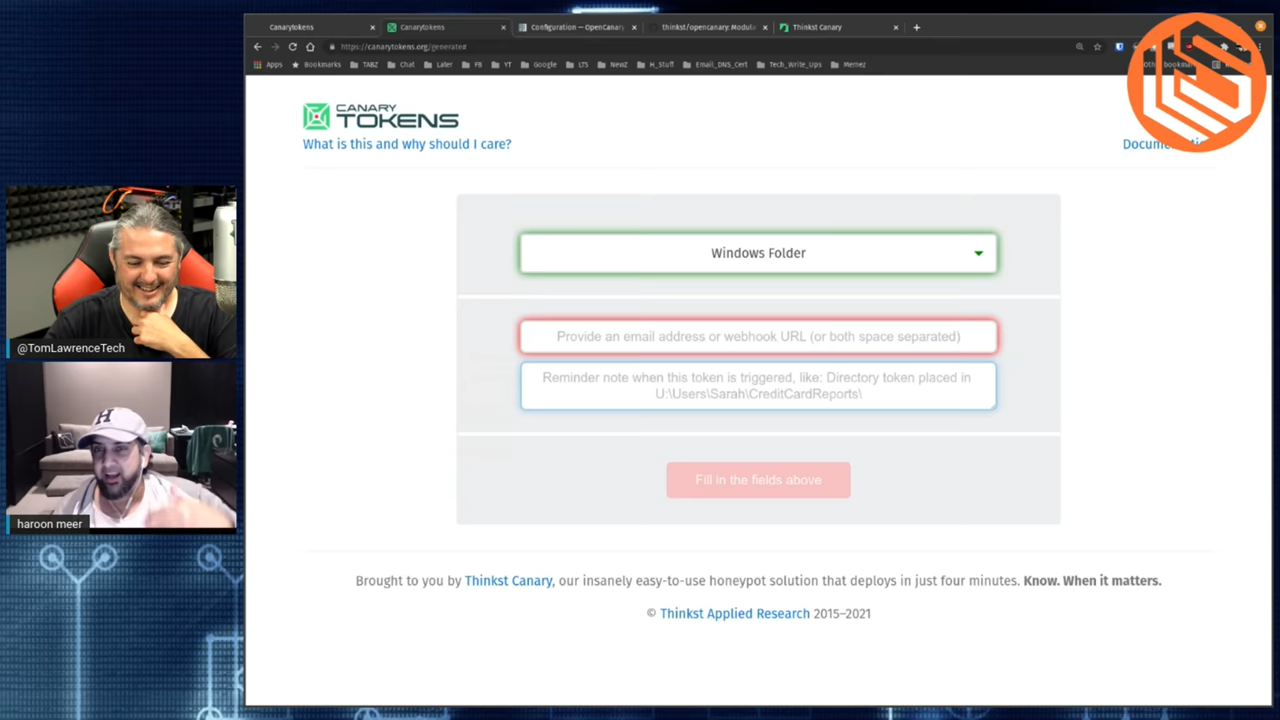 Canarytokens
Canarytokens
Configuration — OpenCanary
thinkst/opencanary: Modula
Thinkst Canary
https://canarytokens.org/generate#
Apps
Bookmarks
TABZ
Chat
Later
FB
YT
Google
LTS
NewZ
H_Stuff
Email_DNS_Cert
Tech_Write_Ups
Memez
CANARY
TOKENS
What is this and why should I care?
Windows Folder
Provide an email address or webhook URL (or both space separated)
Reminder note when this token is triggered, like: Directory token placed in
U:\Users\Sarah\CreditCardReports\
Fill in the fields above
Brought to you by Thinkst Canary, our insanely easy-to-use honeypot solution that deploys in just four minutes. Know. When it matters.
© Thinkst Applied Research 2015–2021
@TomLawrenceTech
H
haroon meer